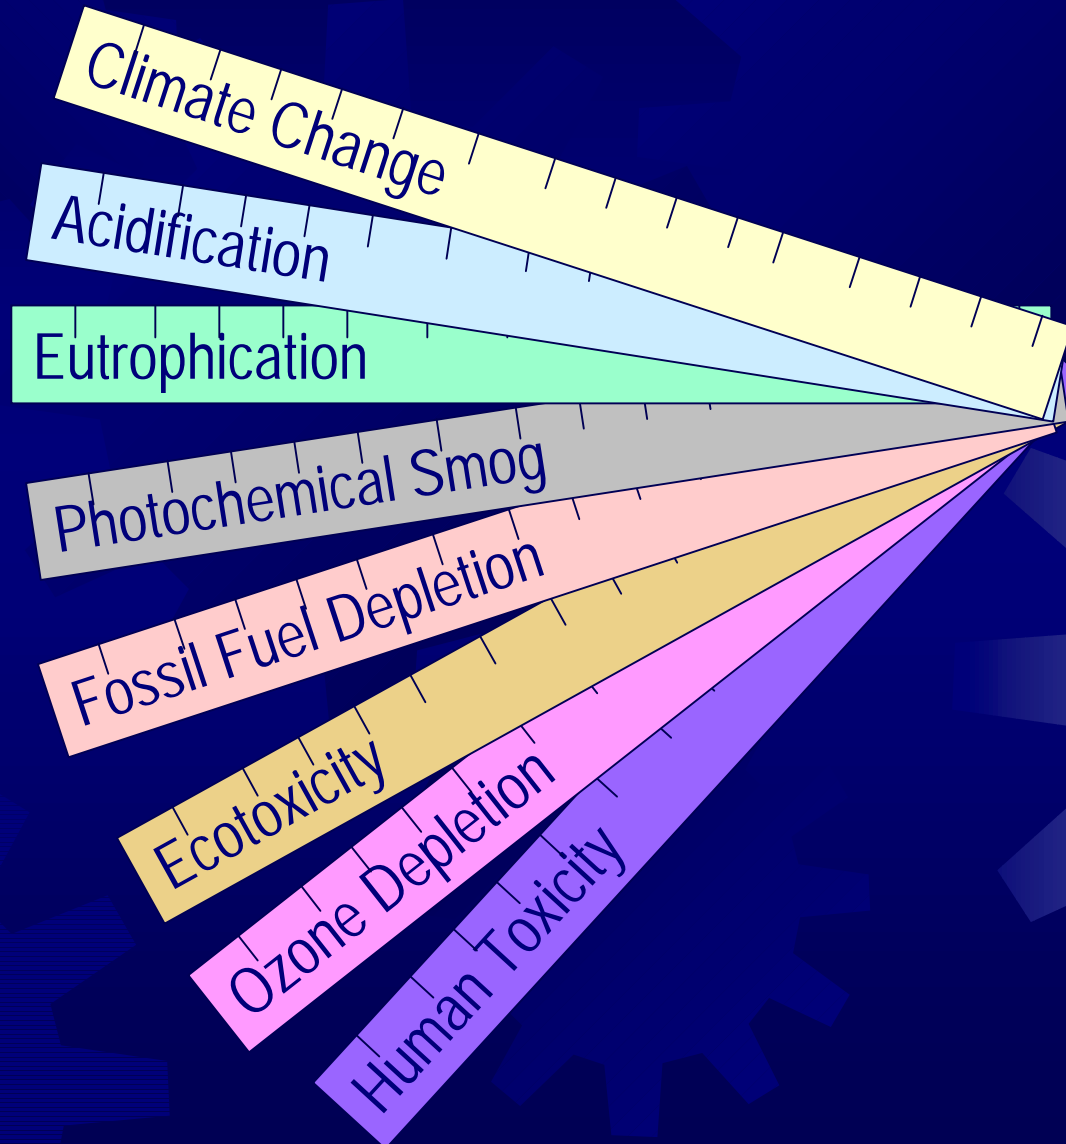 Climate Change
Acidification
Eutrophication
Photochemical Smog
Fossil Fuel Depletion
Ecotoxicity
Ozone Depletion
Human Toxicity